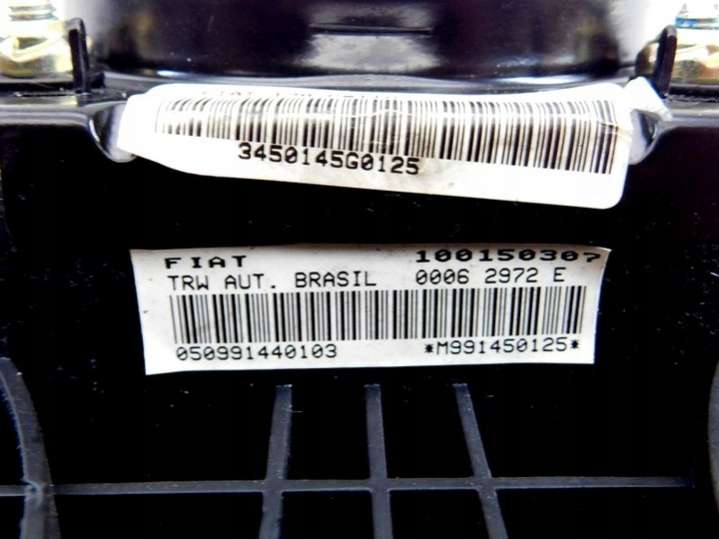 3450145G0125
FIAT 100150307
TRW AUT. BRASIL 0006 2972 E
050991440103 *M991450125*